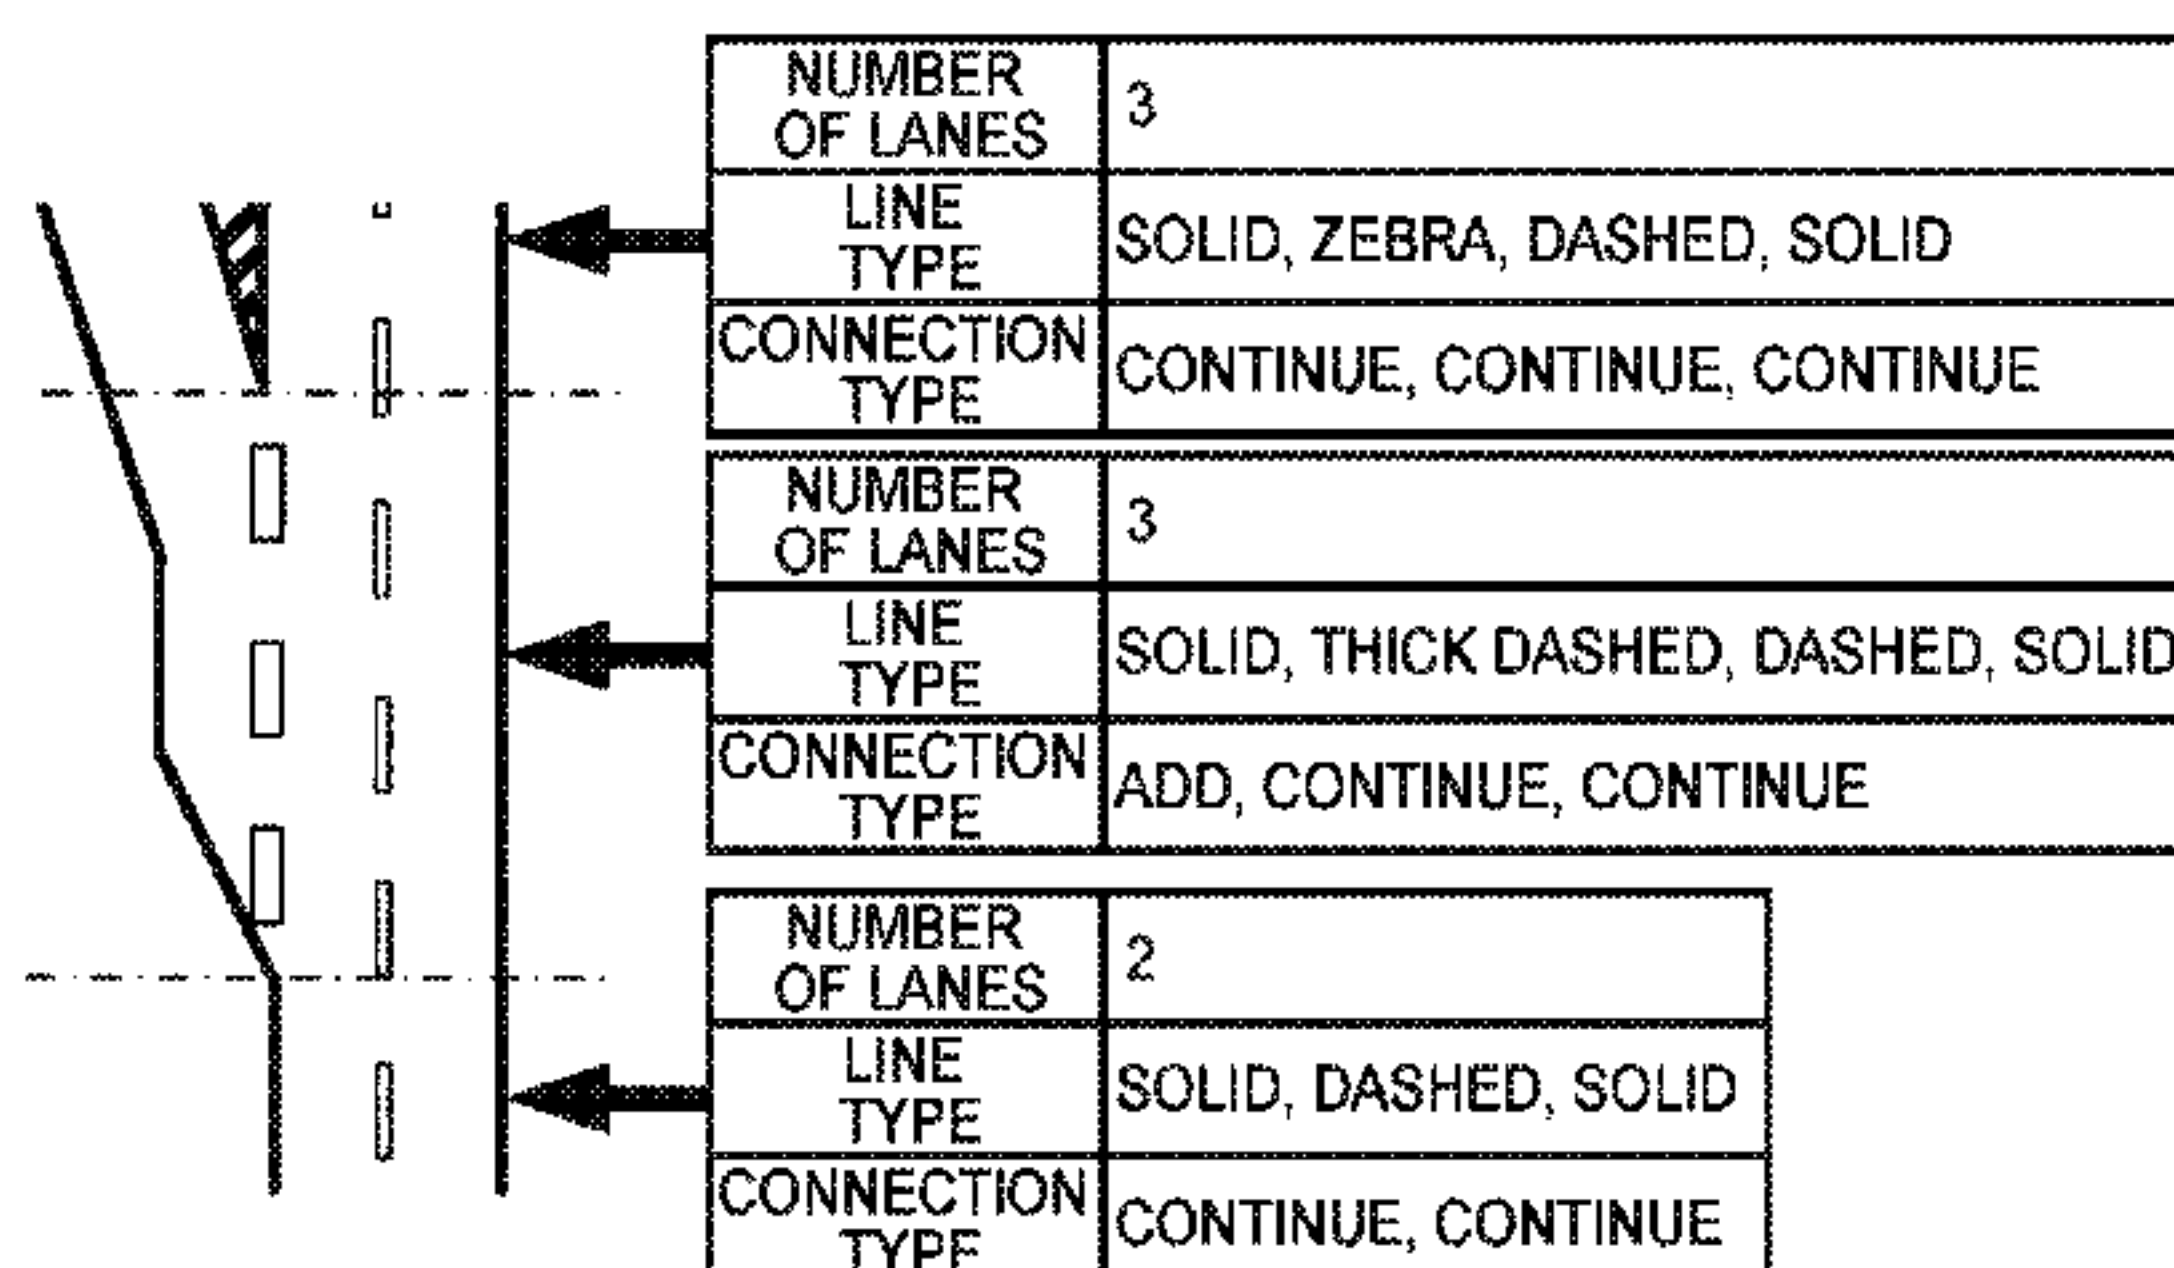 NUMBER
OF LANES
3
LINE
TYPE
SOLID, ZEBRA, DASHED, SOLID
CONNECTION
TYPE
CONTINUE, CONTINUE, CONTINUE
NUMBER
OF LANES
3
LINE
TYPE
SOLID, THICK DASHED, DASHED, SOLID
CONNECTION
TYPE
ADD, CONTINUE, CONTINUE
NUMBER
OF LANES
2
LINE
TYPE
SOLID, DASHED, SOLID
CONNECTION
TYPE
CONTINUE, CONTINUE